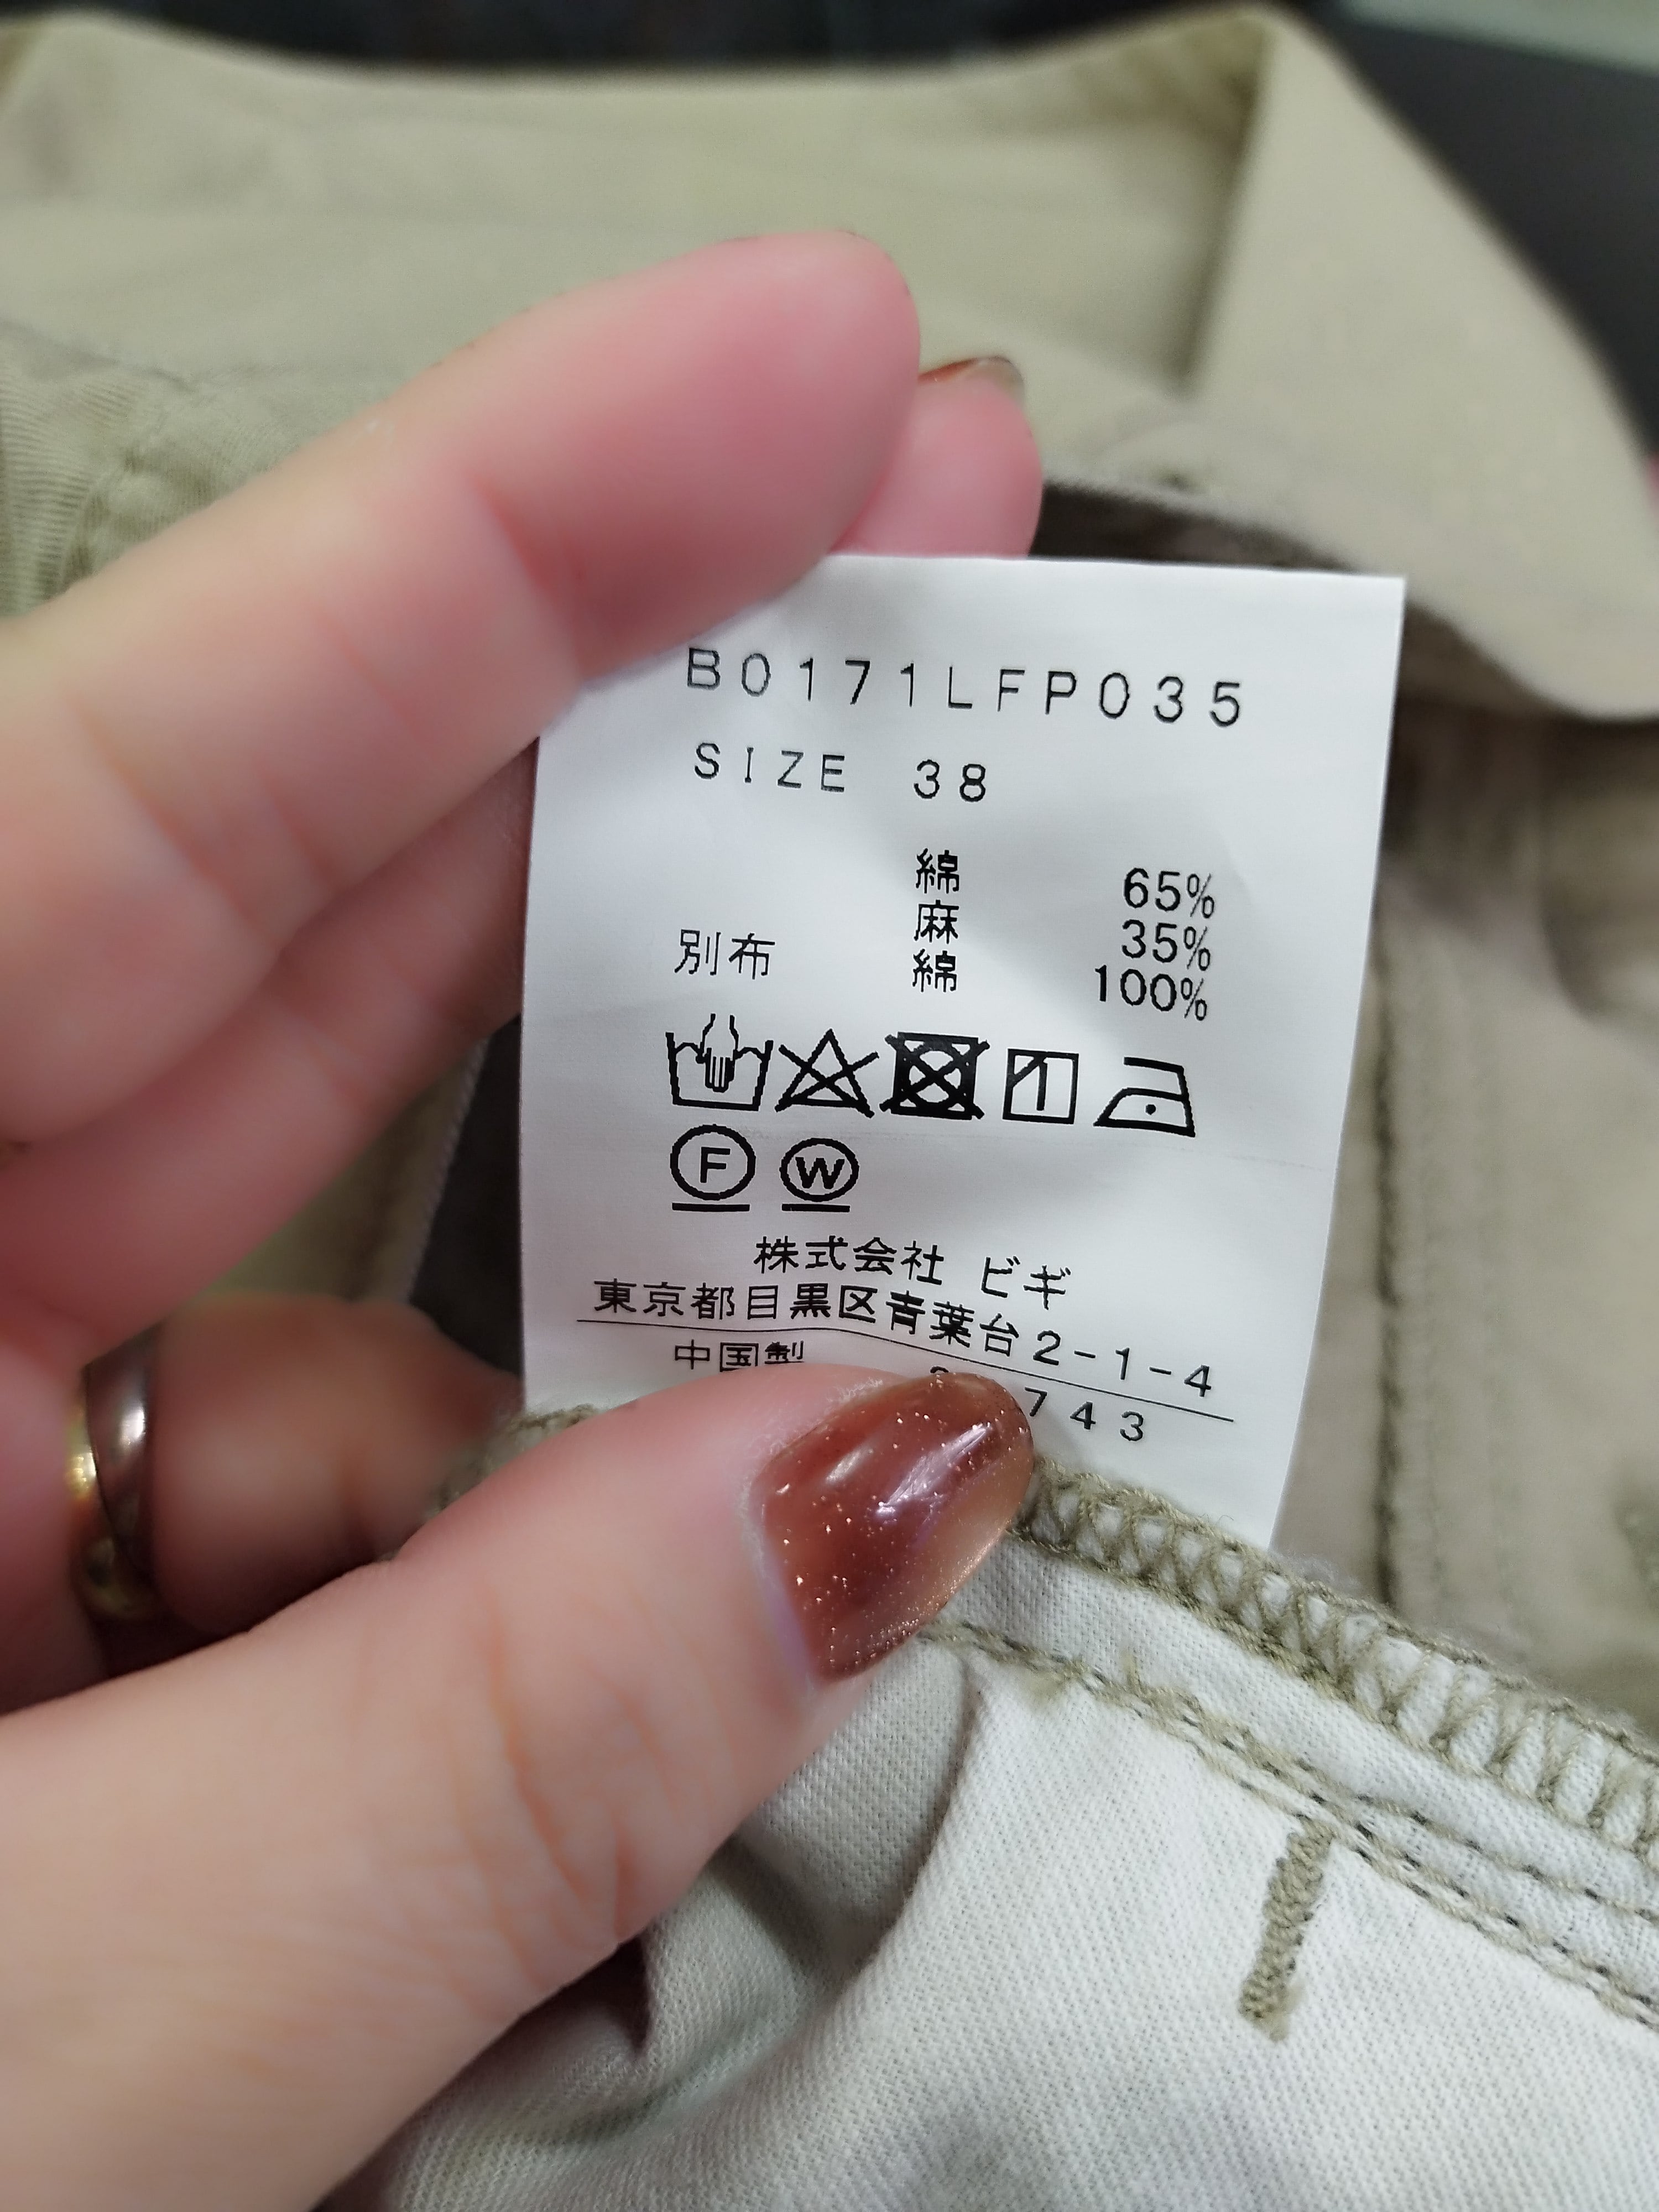 B0171LFP035
SIZE 38
綿 65%
麻 35%
別布 綿 100%
F W
株式会社 ビギ
東京都目黒区青葉台2-1-4
中国製 743